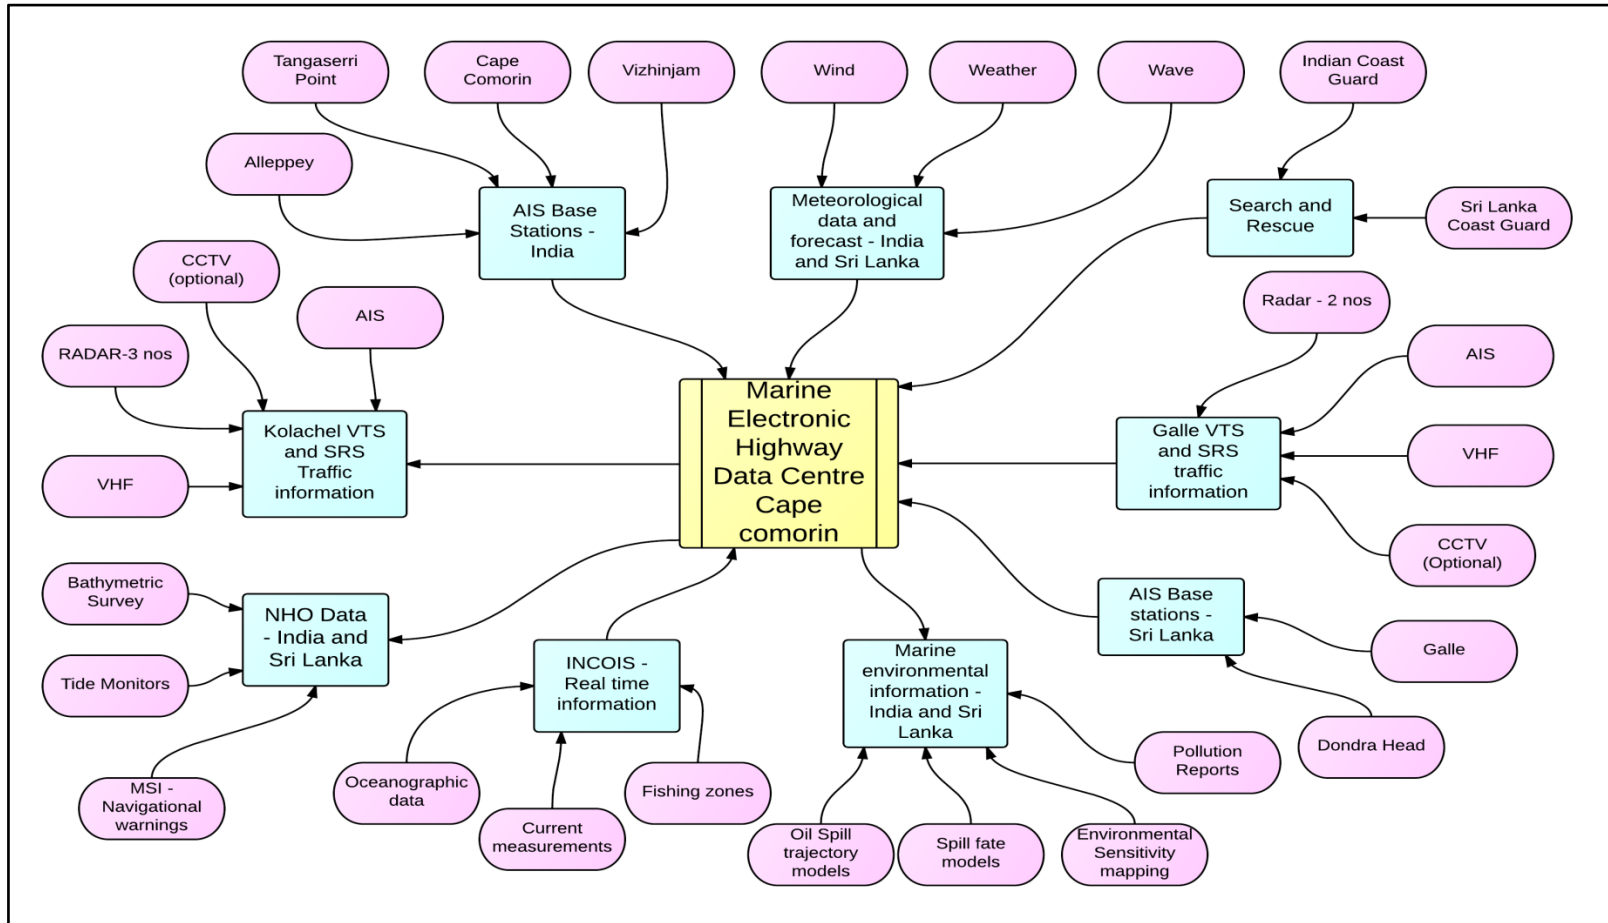 Tangaserri
Point
Cape
Comorin
Vizhinjam
Wind
Weather
Wave
Indian Coast
Guard
Alleppey
AIS Base
Stations -
India
Meteorological
data and
forecast - India
and Sri Lanka
Search and
Rescue
Sri Lanka
Coast Guard
CCTV
(optional)
AIS
Radar - 2 nos
RADAR-3 nos
AIS
Kolachel VTS
and SRS
Traffic
information
Marine
Electronic
Highway
Data Centre
Cape
comorin
Galle VTS
and SRS
traffic
information
VHF
VHF
CCTV
(Optional)
Bathymetric
Survey
NHO Data
- India and
Sri Lanka
AIS Base
stations -
Sri Lanka
Galle
Tide Monitors
INCOIS -
Real time
information
Marine
environmental
information -
India and Sri
Lanka
Dondra Head
Pollution
Reports
MSI -
Navigational
warnings
Oceanographic
data
Fishing zones
Current
measurements
Oil Spill
trajectory
models
Spill fate
models
Environmental
Sensitivity
mapping